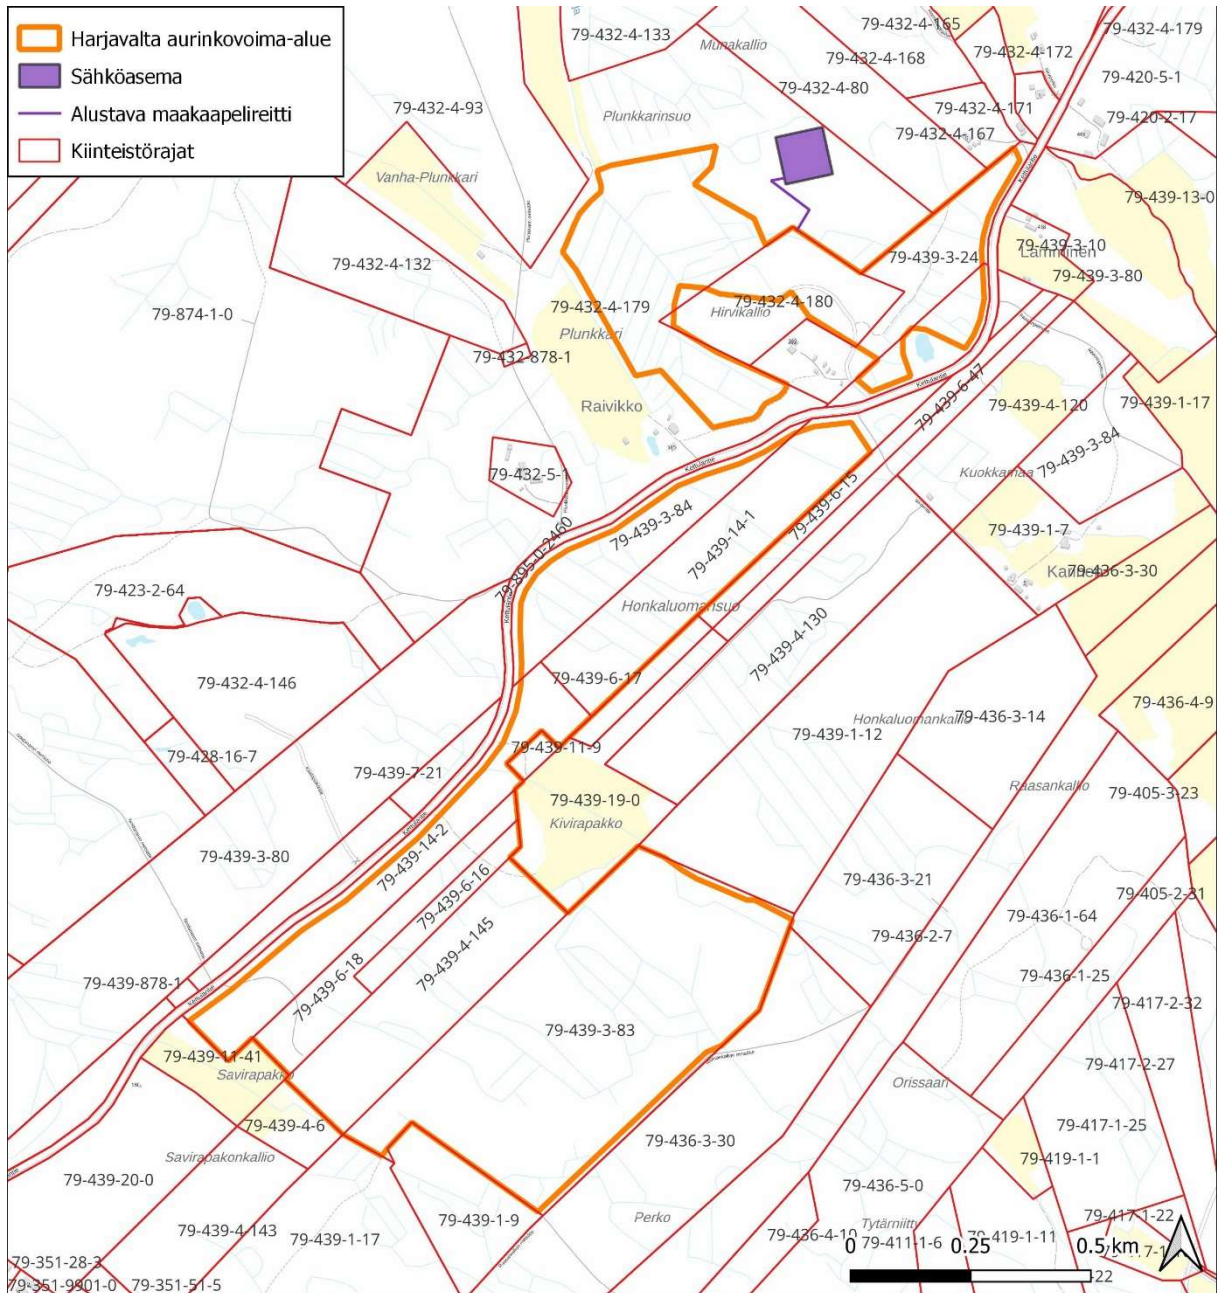 Harjavalta aurinkovoima-alue
Sähköasema
Alustava maakaapelireitti
Kiinteistörajat
79-432-4-133
79-432-4-165
79-432-4-179
Munakallio
79-432-4-168
79-432-4-172
79-420-5-1
79-432-4-80
79-432-4-93
79-432-4-171
Plunkkarinsuo
79-420-2-17
79-432-4-167
Vanha-Plunkkari
Kettulantie
79-439-13-0
79-439-3-10
79-432-4-132
79-439-3-24
Lamminen
79-439-3-80
79-432-4-179
79-432-4-180
79-874-1-0
Hirvikallio
Plunkkari
79-432-878-1
Kettulantie
79-439-6-47
Raivikko
79-439-4-120
79-439-1-17
79-439-3-84
Kettulantie
Kuokkamaa
79-432-5-1
79-439-6-15
79-439-3-84
79-439-14-1
79-439-1-7
79-895-0-2460
79-436-3-30
79-423-2-64
Kettulantie
Honkaluomansuo
79-439-4-130
79-432-4-146
79-439-6-17
79-436-4-9
Honkaluomankallio
79-436-3-14
79-439-1-12
79-439-11-9
79-428-16-7
79-439-7-21
Raasankallio
79-439-19-0
79-405-3-23
Kivirapakko
Kettulantie
79-439-3-80
79-439-14-2
79-439-6-16
79-436-3-21
79-405-2-31
79-436-1-64
79-436-2-7
79-439-4-145
79-439-6-18
79-436-1-25
79-439-878-1
Kettulantie
79-417-2-32
79-439-3-83
79-439-11-41
79-417-2-27
Savirapakko
Orissaari
79-439-4-6
79-436-3-30
79-417-1-25
Savirapakonkallio
79-419-1-1
79-439-20-0
79-436-5-0
79-439-1-9
Perko
79-417-1-22
79-439-4-143
79-439-1-17
Tytärniitty
79-436-4-10
79-411-1-6
79-419-1-11
0
0.25
0.5 km
79-351-28-3
79-351-9901-0
79-351-51-5